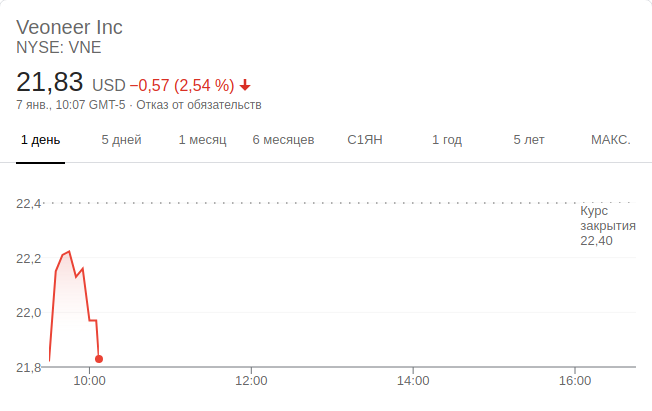 Veoneer Inc
NYSE: VNE
21,83 USD −0,57 (2,54 %)
7 янв., 10:07 GMT-5 · Отказ от обязательств
1 день 5 дней 1 месяц 6 месяцев С1ЯН 1 год 5 лет МАКС.
22,4
Курс
закрытия
22,40
22,2
22,0
21,8
10:00 12:00 14:00 16:00